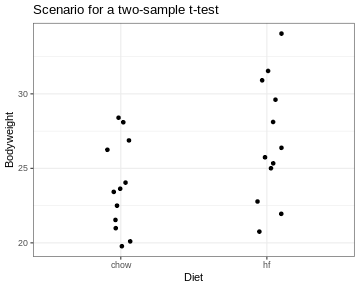 Scenario for a two-sample t-test
Bodyweight
30
25
20
chow
hf
Diet